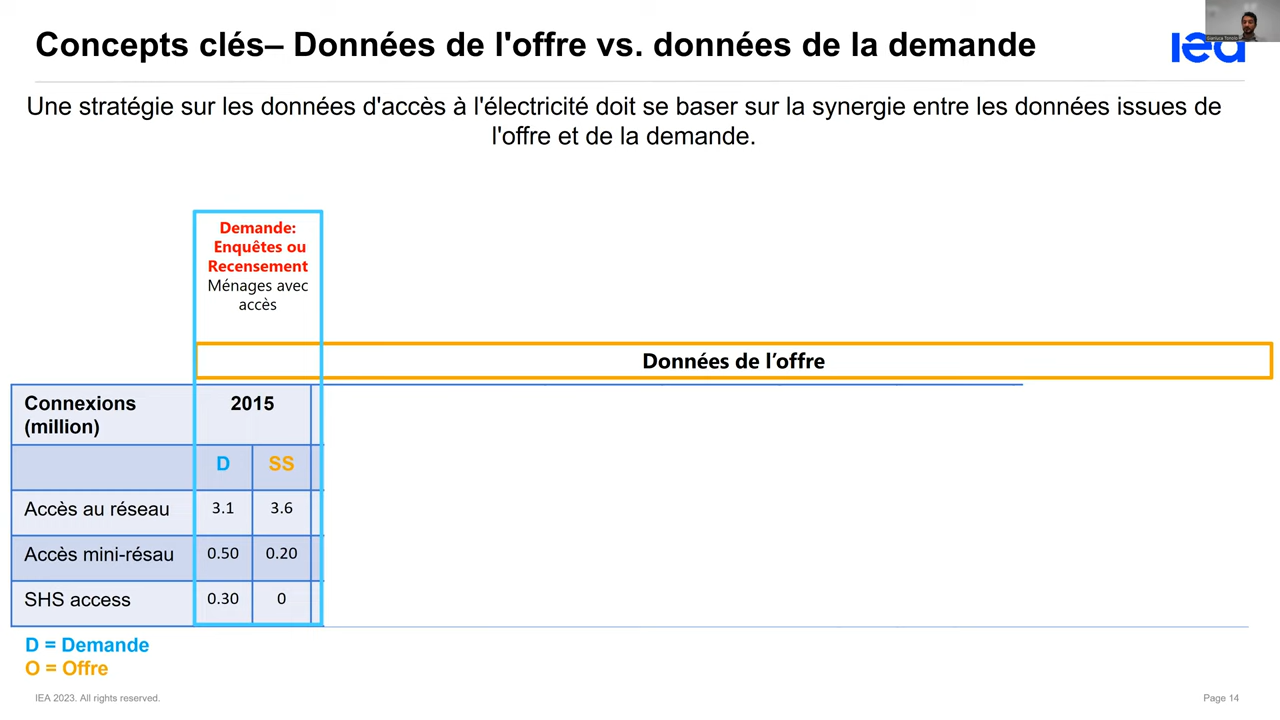 Concepts clés– Données de l'offre vs. données de la demande
iea
Une stratégie sur les données d'accès à l'électricité doit se baser sur la synergie entre les données issues de
l'offre et de la demande.
Demande:
Enquêtes ou
Recensement
Ménages avec
accès
Données de l’offre
Connexions 2015
(million)
D SS
Accès au réseau 3.1 3.6
Accès mini-résau 0.50 0.20
SHS access 0.30 0
D = Demande
O = Offre
IEA 2023. All rights reserved. Page 14